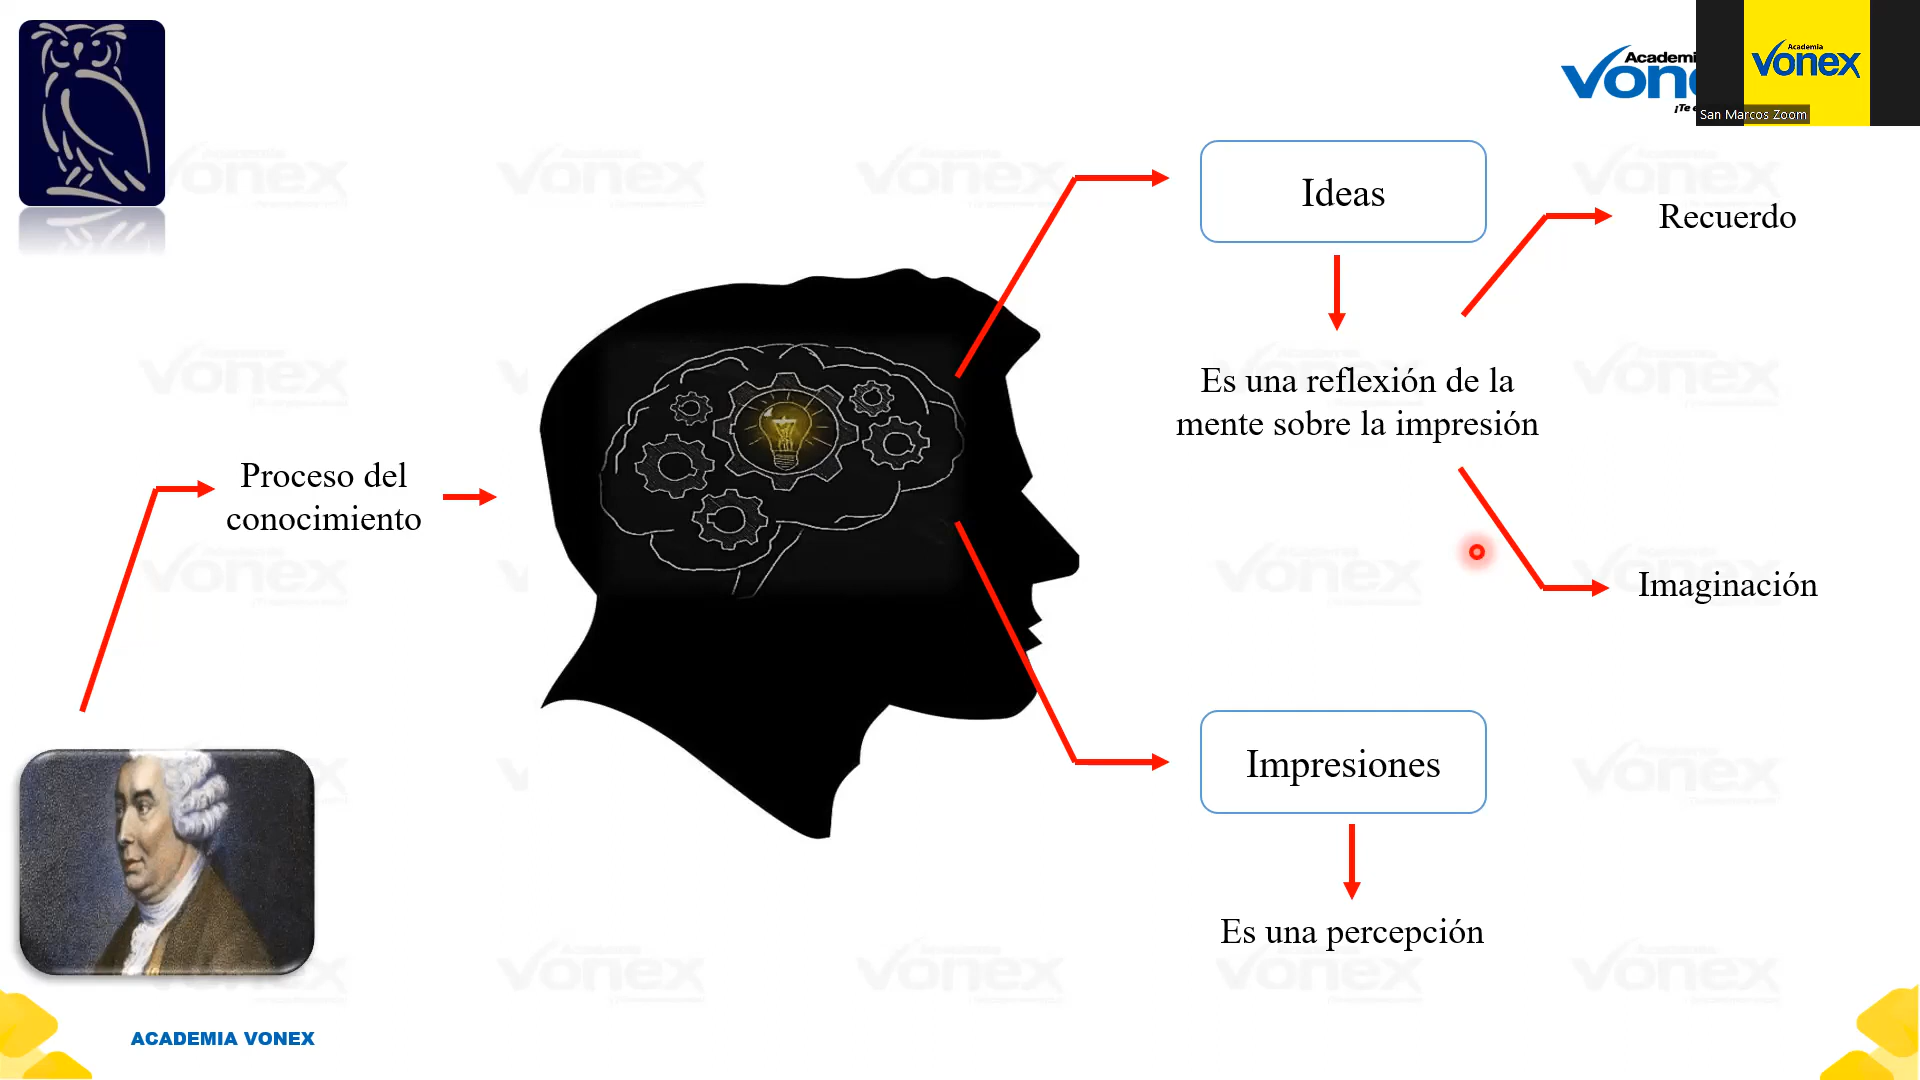 Academia
vonex
San Marcos Zoom
Ideas
Recuerdo
Es una reflexión de la
mente sobre la impresión
Proceso del
conocimiento
Imaginación
Impresiones
Es una percepción
ACADEMIA VONEX